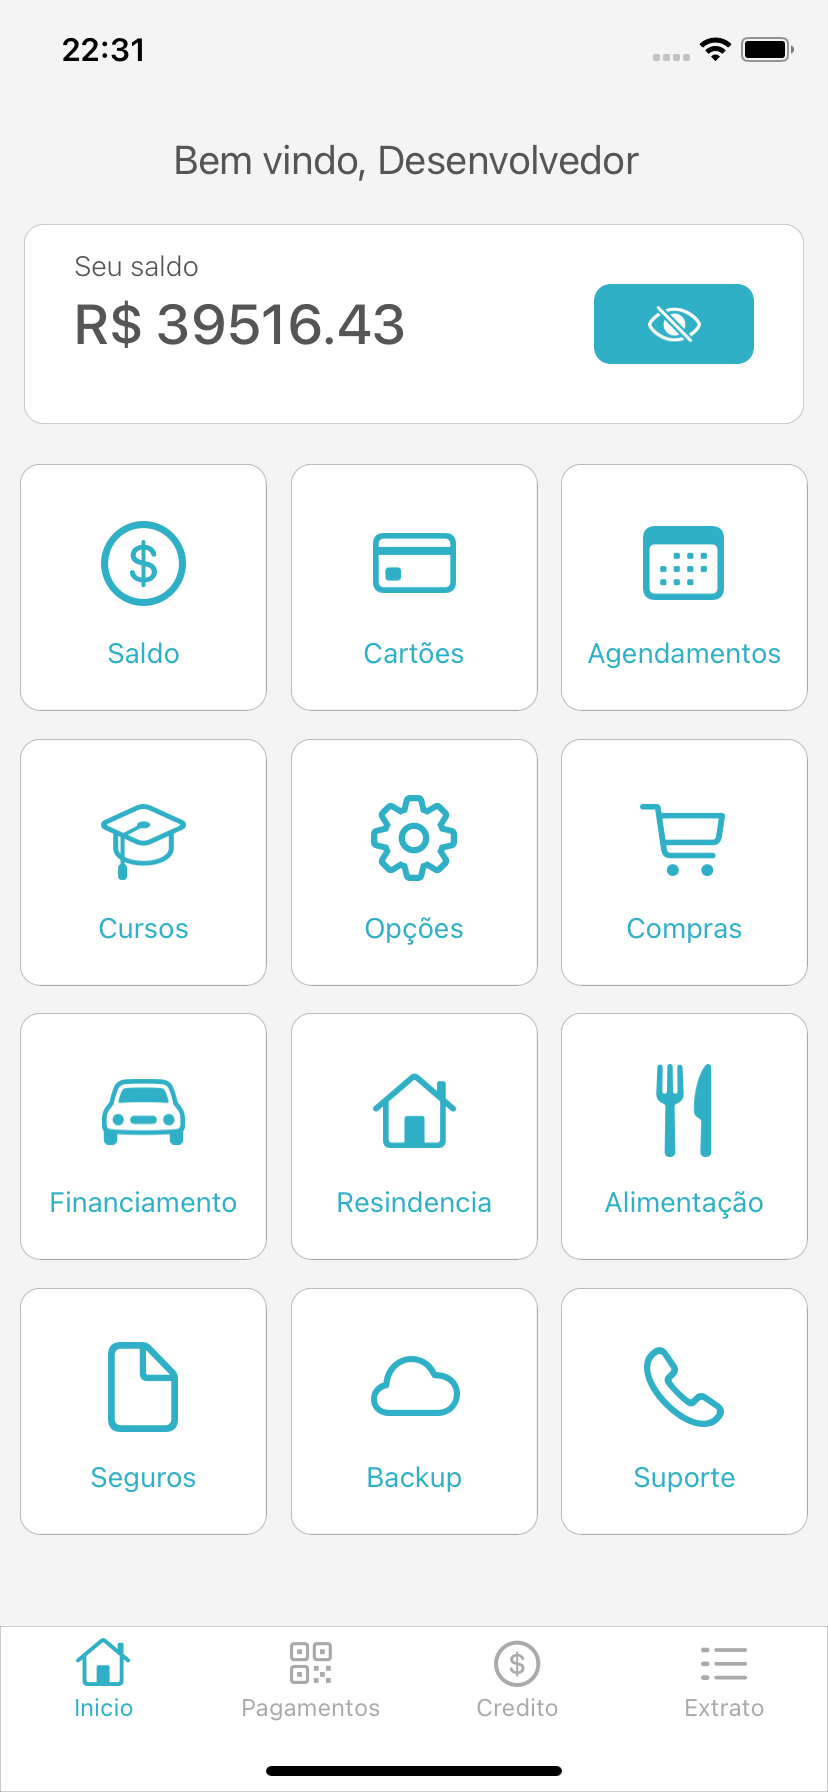 22:31
Bem vindo, Desenvolvedor
Seu saldo
R$ 39516.43
Saldo
Cartões
Agendamentos
Cursos
Opções
Compras
Financiamento
Resindencia
Alimentação
Seguros
Backup
Suporte
Inicio
Pagamentos
Credito
Extrato